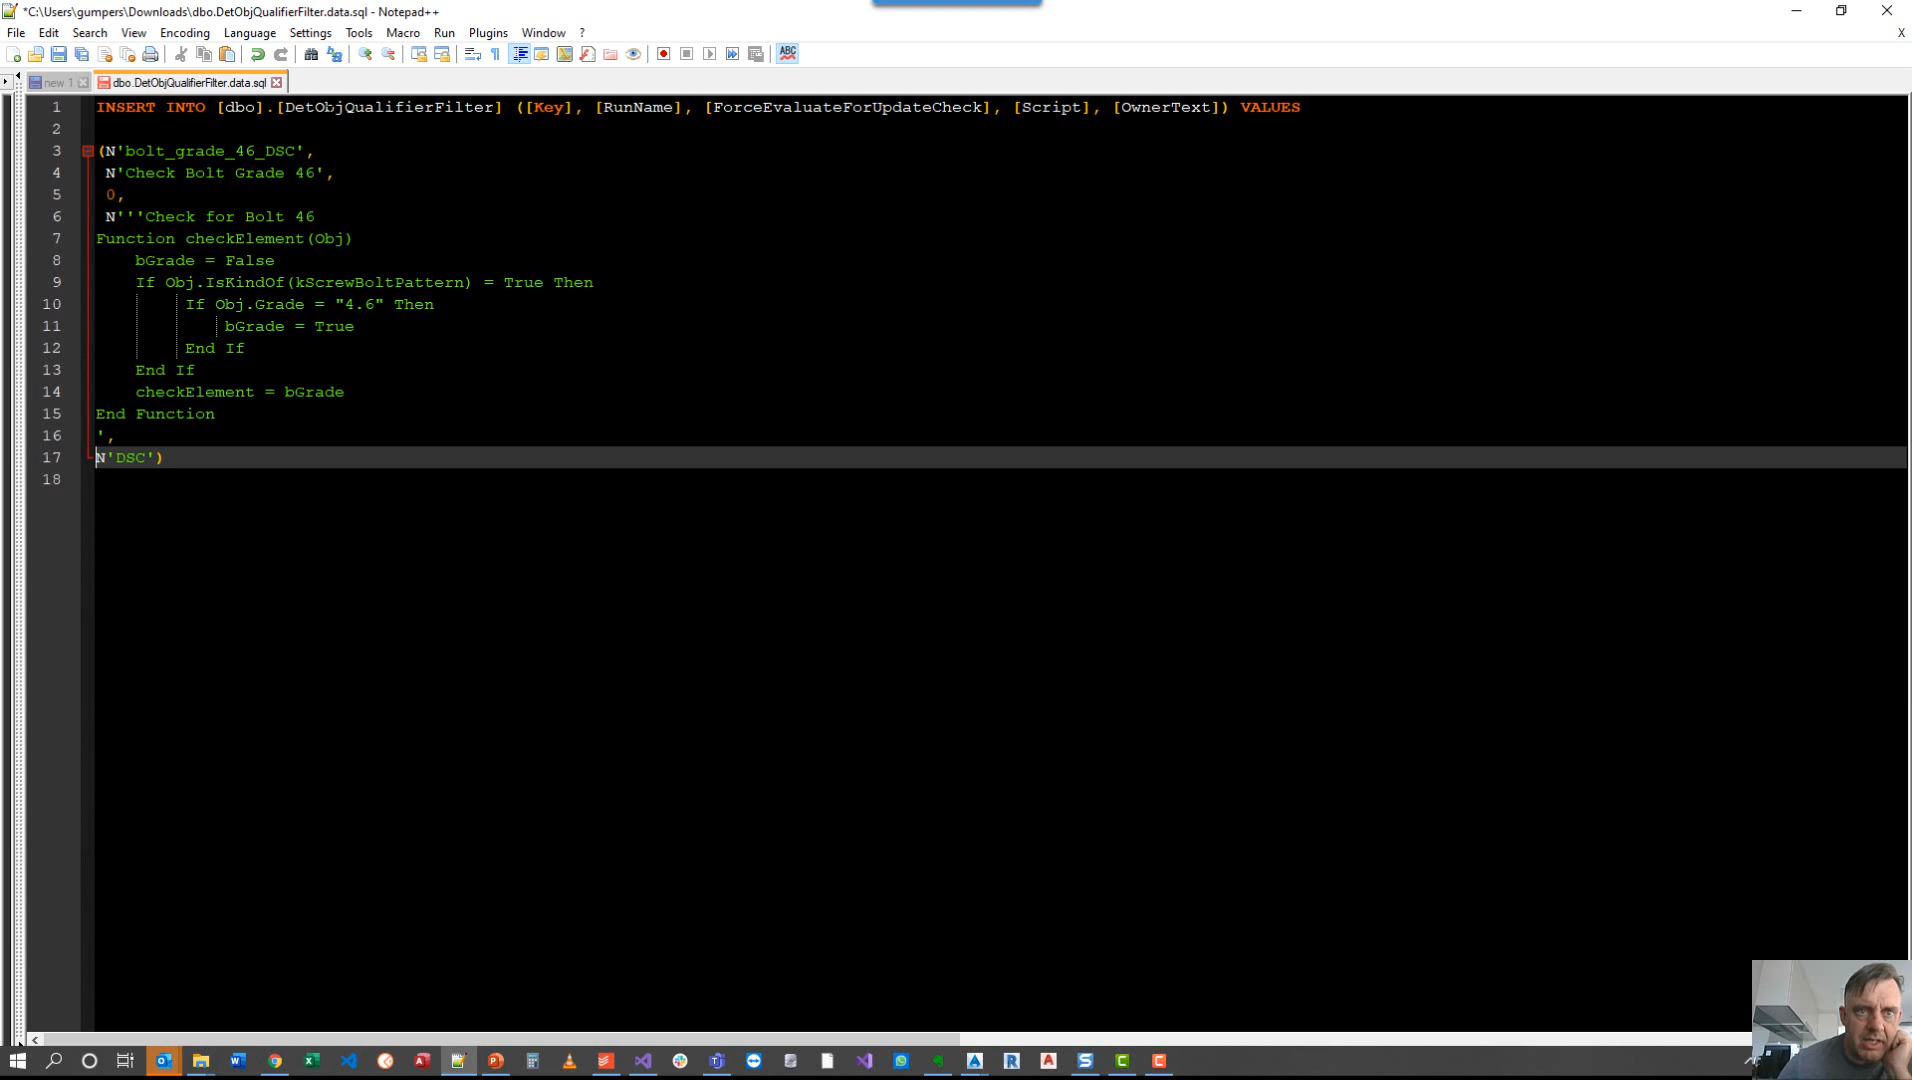 *C:\Users\gumpers\Downloads\dbo.DetObjQualifierFilter.data.sql - Notepad++
File Edit Search View Encoding Language Settings Tools Macro Run Plugins Window ? X
new 1 dbo.DetObjQualifierFilter.data.sql
1 INSERT INTO [dbo].[DetObjQualifierFilter] ([Key], [RunName], [ForceEvaluateForUpdateCheck], [Script], [OwnerText]) VALUES
2
3 (N'bolt_grade_46_DSC',
4 N'Check Bolt Grade 46',
5 0,
6 N'''Check for Bolt 46
7 Function checkElement(Obj)
8 bGrade = False
9 If Obj.IsKindOf(kScrewBoltPattern) = True Then
10 If Obj.Grade = "4.6" Then
11 bGrade = True
12 End If
13 End If
14 checkElement = bGrade
15 End Function
16 ',
17 N'DSC')
18